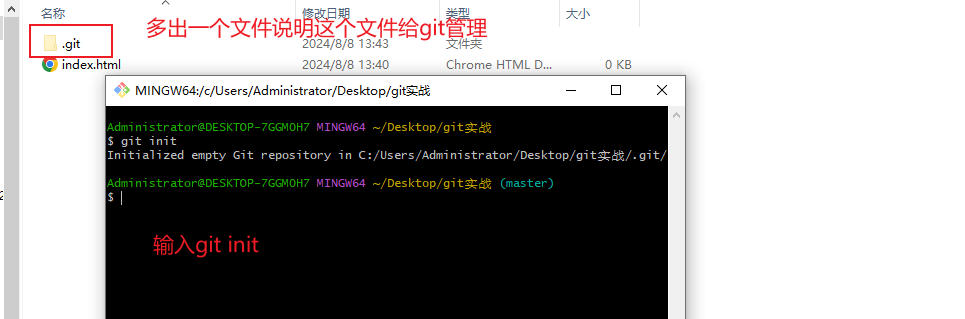 名称 修改日期 类型 大小
多出一个文件说明这个文件给git管理
.git 2024/8/8 13:43 文件夹
index.html 2024/8/8 13:40 Chrome HTML D... 0 KB
MINGW64:/c/Users/Administrator/Desktop/git实战
Administrator@DESKTOP-7GGMOH7 MINGW64 ~/Desktop/git实战
$ git init
Initialized empty Git repository in C:/Users/Administrator/Desktop/git实战/.git/
Administrator@DESKTOP-7GGMOH7 MINGW64 ~/Desktop/git实战 (master)
$
输入git init